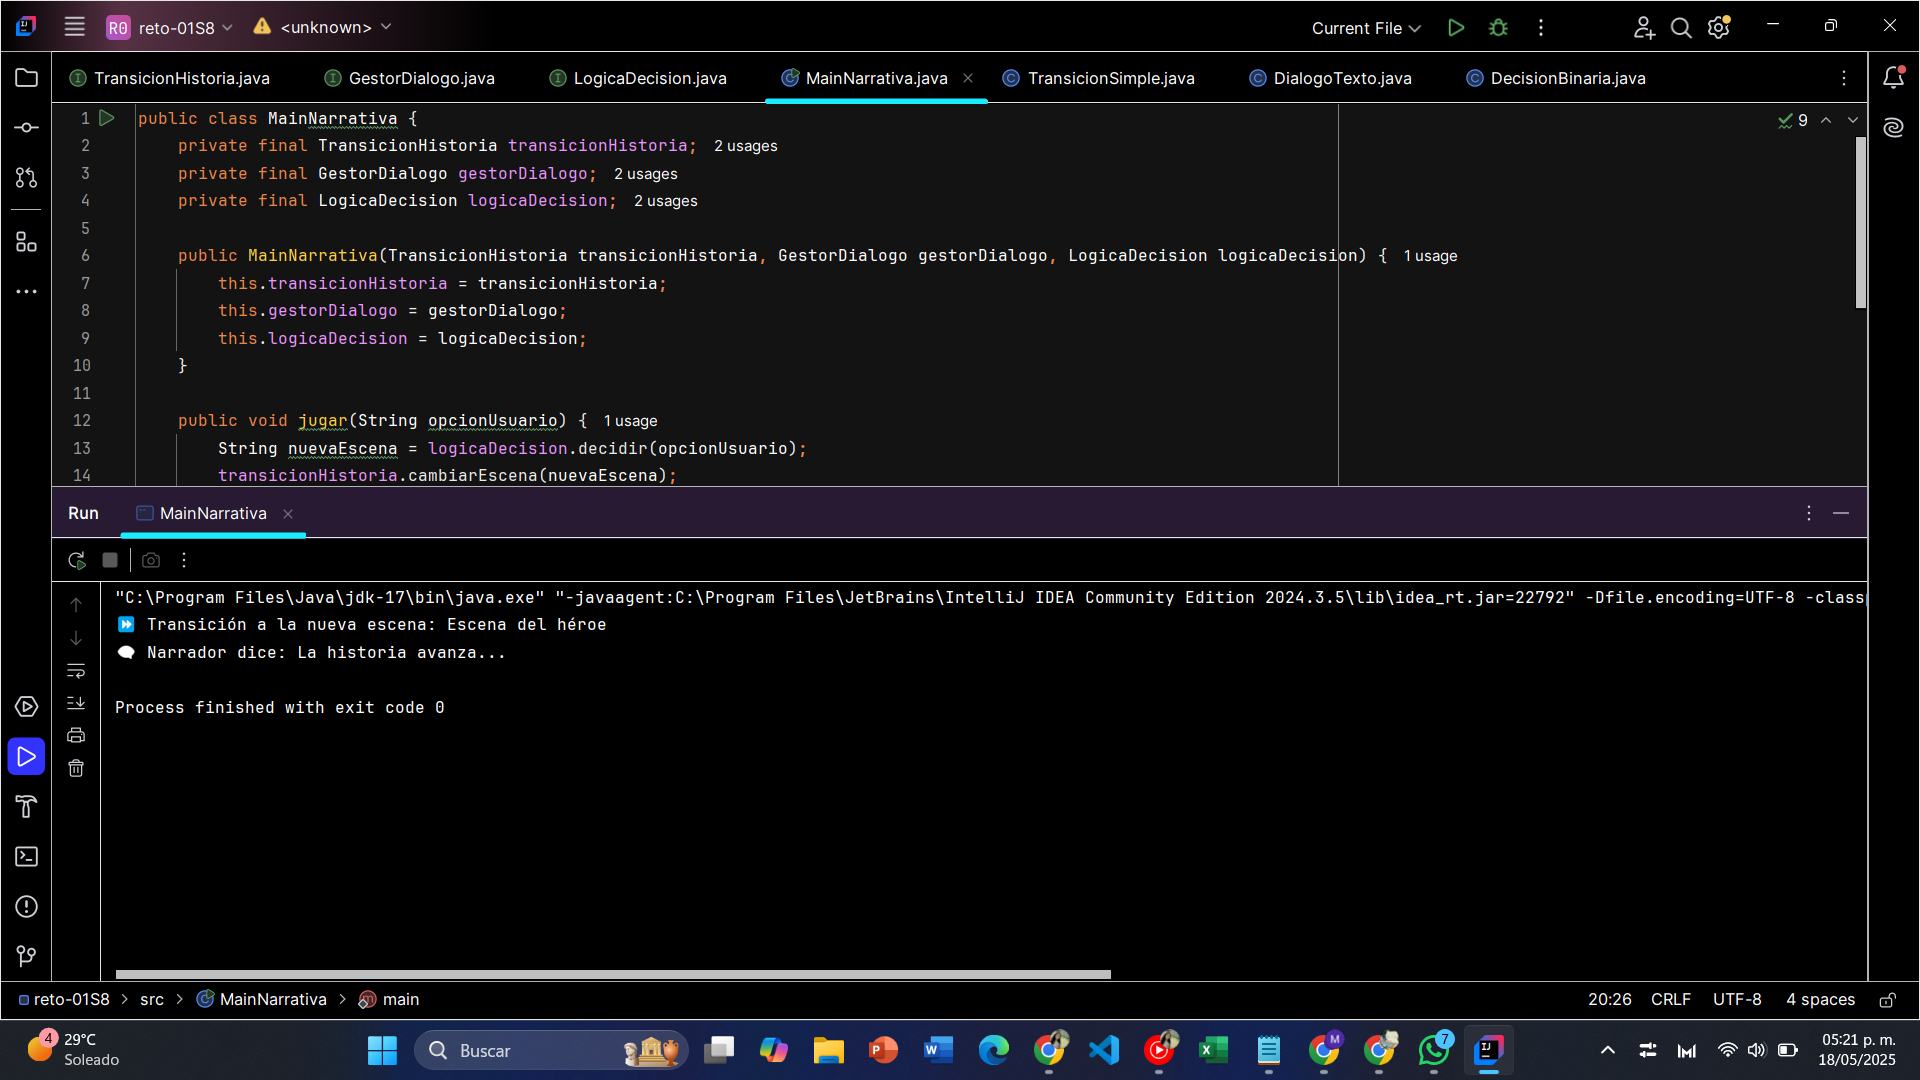 R0 reto-01S8 <unknown> Current File
TransicionHistoria.java GestorDialogo.java LogicaDecision.java MainNarrativa.java TransicionSimple.java DialogoTexto.java DecisionBinaria.java
1 public class MainNarrativa { 9
2 private final TransicionHistoria transicionHistoria; 2 usages
3 private final GestorDialogo gestorDialogo; 2 usages
4 private final LogicaDecision logicaDecision; 2 usages
5
6 public MainNarrativa(TransicionHistoria transicionHistoria, GestorDialogo gestorDialogo, LogicaDecision logicaDecision) { 1 usage
7 this.transicionHistoria = transicionHistoria;
8 this.gestorDialogo = gestorDialogo;
9 this.logicaDecision = logicaDecision;
10 }
11
12 public void jugar(String opcionUsuario) { 1 usage
13 String nuevaEscena = logicaDecision.decidir(opcionUsuario);
14 transicionHistoria.cambiarEscena(nuevaEscena);
Run MainNarrativa
"C:\Program Files\Java\jdk-17\bin\java.exe" "-javaagent:C:\Program Files\JetBrains\IntelliJ IDEA Community Edition 2024.3.5\lib\idea_rt.jar=22792" -Dfile.encoding=UTF-8 -class
⏩ Transición a la nueva escena: Escena del héroe
🗨 Narrador dice: La historia avanza...
Process finished with exit code 0
reto-01S8 > src > MainNarrativa > main 20:26 CRLF UTF-8 4 spaces
4 29°C
Soleado
Buscar
7
05:21 p. m.
18/05/2025